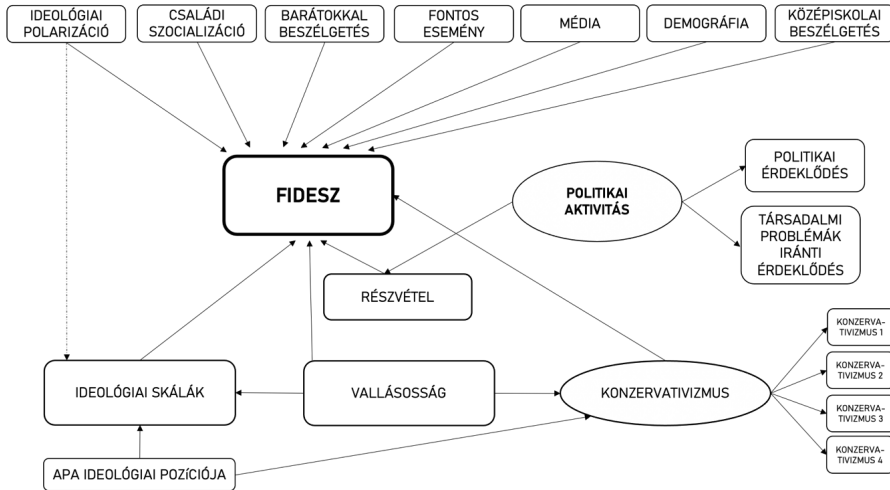 IDEOLÓGIAI
POLARIZÁCIÓ
CSALÁDI
SZOCIALIZÁCIÓ
BARÁTOKKAL
BESZÉLGETÉS
FONTOS
ESEMÉNY
MÉDIA
DEMOGRÁFIA
KÖZÉPISKOLAI
BESZÉLGETÉS
FIDESZ
POLITIKAI
AKTIVITÁS
POLITIKAI
ÉRDEKLŐDÉS
TÁRSADALMI
PROBLÉMÁK
IRÁNTI
ÉRDEKLŐDÉS
RÉSZVÉTEL
IDEOLÓGIAI SKÁLÁK
VALLÁSOSSÁG
KONZERVATIVIZMUS
KONZERVA-
TIVIZMUS 1
KONZERVA-
TIVIZMUS 2
KONZERVA-
TIVIZMUS 3
KONZERVA-
TIVIZMUS 4
APA IDEOLÓGIAI POZÍCIÓJA